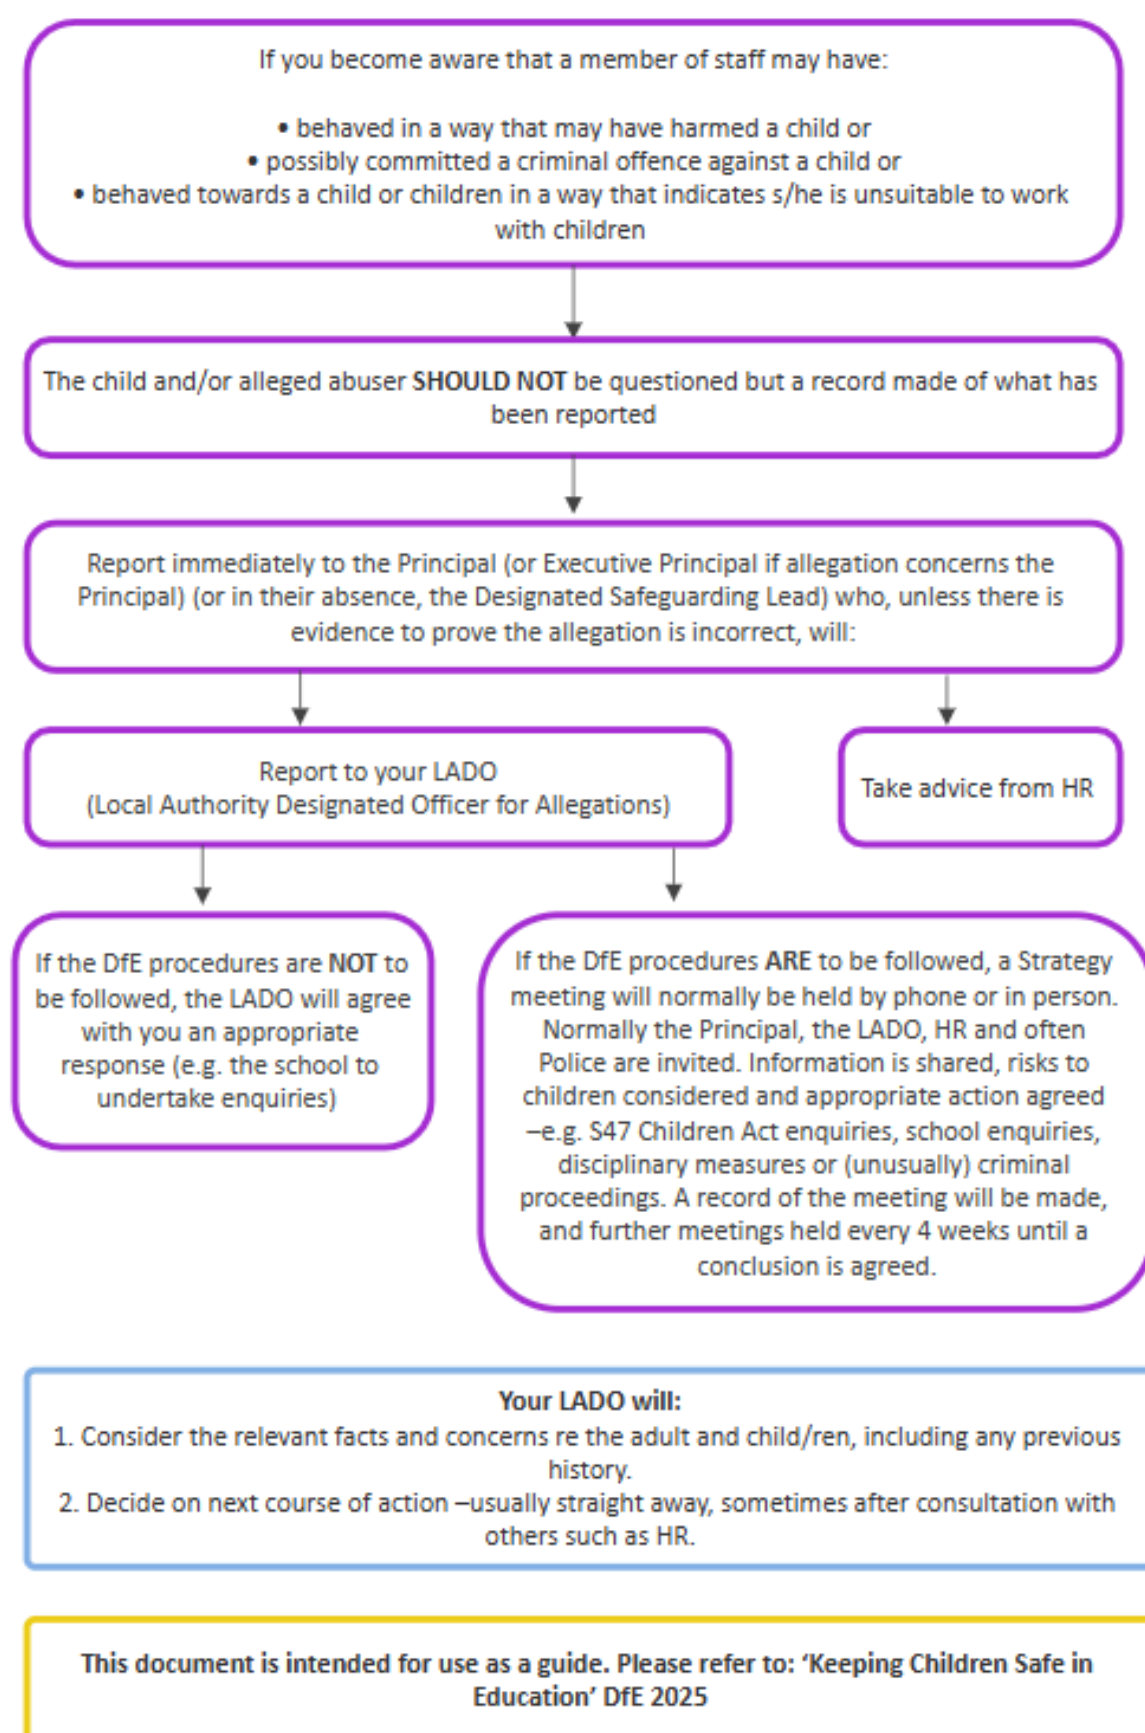 If you become aware that a member of staff may have:
• behaved in a way that may have harmed a child or
• possibly committed a criminal offence against a child or
• behaved towards a child or children in a way that indicates s/he is unsuitable to work
with children
The child and/or alleged abuser SHOULD NOT be questioned but a record made of what has
been reported
Report immediately to the Principal (or Executive Principal if allegation concerns the
Principal) (or in their absence, the Designated Safeguarding Lead) who, unless there is
evidence to prove the allegation is incorrect, will:
Report to your LADO
(Local Authority Designated Officer for Allegations)
Take advice from HR
If the DfE procedures are NOT to
be followed, the LADO will agree
with you an appropriate
response (e.g. the school to
undertake enquiries)
If the DfE procedures ARE to be followed, a Strategy
meeting will normally be held by phone or in person.
Normally the Principal, the LADO, HR and often
Police are invited. Information is shared, risks to
children considered and appropriate action agreed
–e.g. S47 Children Act enquiries, school enquiries,
disciplinary measures or (unusually) criminal
proceedings. A record of the meeting will be made,
and further meetings held every 4 weeks until a
conclusion is agreed.
Your LADO will:
1. Consider the relevant facts and concerns re the adult and child/ren, including any previous
history.
2. Decide on next course of action –usually straight away, sometimes after consultation with
others such as HR.
This document is intended for use as a guide. Please refer to: ‘Keeping Children Safe in
Education’ DfE 2025